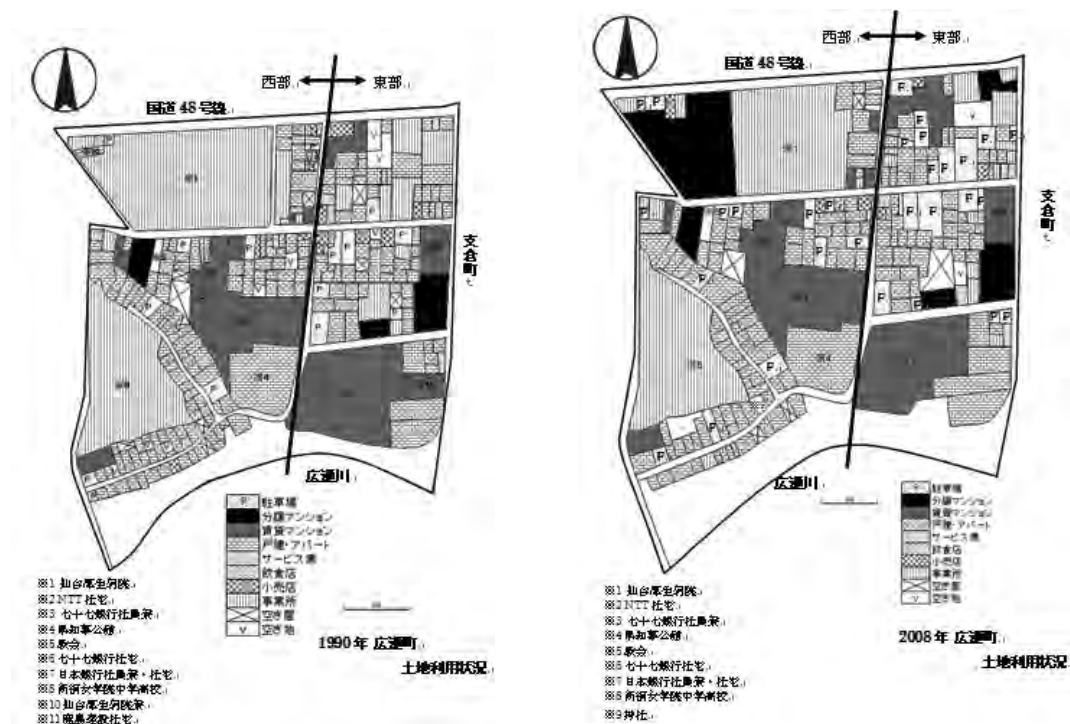 西部 東部
国道48号線
支倉町
広瀬川
駐車場
分譲マンション
賃貸マンション
戸建・アパート
サービス業
飲食店
小売店
事業所
空き屋
空き地
※1 仙台厚生病院
※2 NTT社宅
※3 七十七銀行社員寮
※4 県知事公館
※5 教会
※6 七十七銀行社宅
※7 日本銀行社員寮・社宅
※8 尚絅女学院中学高校
※10 仙台厚生病院寮
※11 鹿島建設社宅
1990年 広瀬町
土地利用状況
西部 東部
国道48号線
支倉町
広瀬川
駐車場
分譲マンション
賃貸マンション
戸建・アパート
サービス業
飲食店
小売店
事業所
空き屋
空き地
※1 仙台厚生病院
※2 NTT社宅
※3 七十七銀行社員寮
※4 県知事公館
※5 教会
※6 七十七銀行社宅
※7 日本銀行社員寮・社宅
※8 尚絅女学院中学高校
※9 神社
2008年 広瀬町
土地利用状況